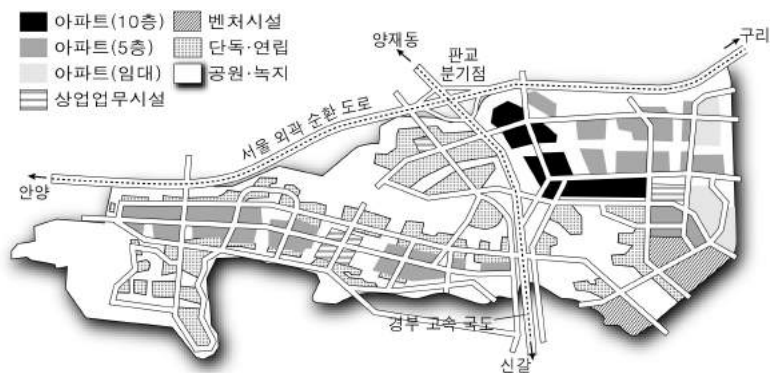 아파트(10층)
벤처시설
아파트(5층)
단독·연립
아파트(임대)
공원·녹지
상업업무시설
양재동
판교
분기점
구리
서울 외곽 순환 도로
안양
경부 고속 국도
신갈